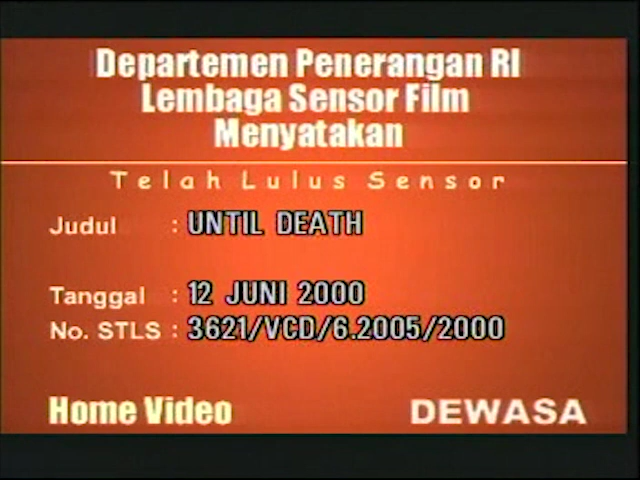 Departemen Penerangan RI
Lembaga Sensor Film
Menyatakan
Telah Lulus Sensor
Judul : UNTIL DEATH
Tanggal : 12 JUNI 2000
No. STLS : 3621/VCD/6.2005/2000
Home Video DEWASA